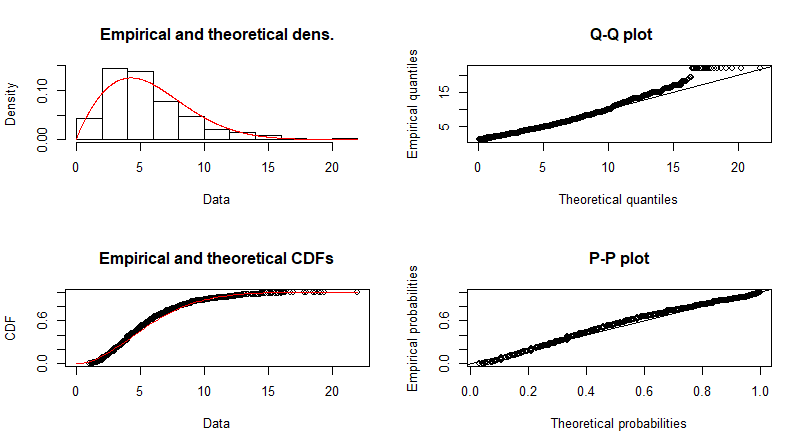 Empirical and theoretical dens.
Density
0.00
0.10
0
5
10
15
20
Data
Q-Q plot
Empirical quantiles
5
15
0
5
10
15
20
Theoretical quantiles
Empirical and theoretical CDFs
CDF
0.0
0.6
0
5
10
15
20
Data
P-P plot
Empirical probabilities
0.0
0.6
0.0
0.2
0.4
0.6
0.8
1.0
Theoretical probabilities